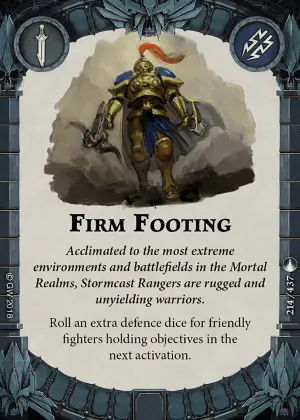 FIRM FOOTING
Acclimated to the most extreme
environments and battlefields in the Mortal
Realms, Stormcast Rangers are rugged and
unyielding warriors.
Roll an extra defence dice for friendly
fighters holding objectives in the
next activation.
© GW 2018
214/437